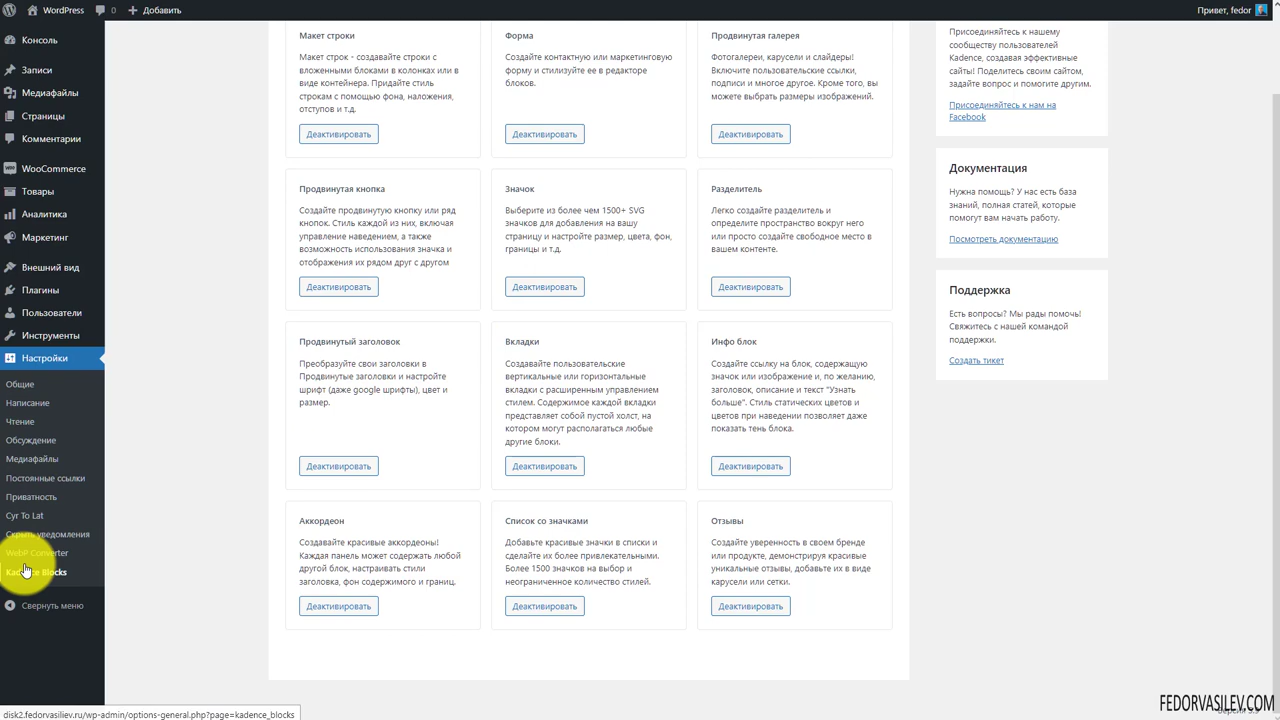 WordPress 0 Добавить
Привет, fedor
Консоль
Записи
Медиафайлы
Страницы
Комментарии
WooCommerce
Товары
Аналитика
Маркетинг
Внешний вид
Плагины
Пользователи
Инструменты
Настройки
Общие
Написание
Чтение
Обсуждение
Медиафайлы
Постоянные ссылки
Приватность
Cyr To Lat
Скрыть уведомления
WebP Converter
Kadence Blocks
Свернуть меню
Макет строки
Макет строк - создавайте строки с
вложенными блоками в колонках или в
виде контейнера. Придайте стиль
строкам с помощью фона, наложения,
отступов и т.д.
Деактивировать
Форма
Создайте контактную или маркетинговую
форму и стилизуйте ее в редакторе
блоков.
Деактивировать
Продвинутая галерея
Фотогалереи, карусели и слайдеры!
Включите пользовательские ссылки,
подписи и многое другое. Кроме того, вы
можете выбрать размеры изображений.
Деактивировать
Продвинутая кнопка
Создайте продвинутую кнопку или ряд
кнопок. Стиль каждой из них, включая
управление наведением, а также
возможность использования значка и
отображения их рядом друг с другом
Деактивировать
Значок
Выберите из более чем 1500+ SVG
значков для добавления на вашу
страницу и настройте размер, цвета, фон,
границы и т.д.
Деактивировать
Разделитель
Легко создайте разделитель и
определите пространство вокруг него
или просто создайте свободное место в
вашем контенте.
Деактивировать
Продвинутый заголовок
Преобразуйте свои заголовки в
Продвинутые заголовки и настройте
шрифт (даже google шрифты), цвет и
размер.
Деактивировать
Вкладки
Создавайте пользовательские
вертикальные или горизонтальные
вкладки с расширенным управлением
стилем. Содержимое каждой вкладки
представляет собой пустой холст, на
котором могут располагаться любые
другие блоки.
Деактивировать
Инфо блок
Создайте ссылку на блок, содержащую
значок или изображение и, по желанию,
заголовок, описание и текст "Узнать
больше". Стиль статических цветов и
цветов при наведении позволяет даже
показать тень блока.
Деактивировать
Аккордеон
Создавайте красивые аккордеоны!
Каждая панель может содержать любой
другой блок, настраивать стили
заголовка, фон содержимого и границ.
Деактивировать
Список со значками
Добавьте красивые значки в списки и
сделайте их более привлекательными.
Более 1500 значков на выбор и
неограниченное количество стилей.
Деактивировать
Отзывы
Создайте уверенность в своем бренде
или продукте, демонстрируя красивые
уникальные отзывы, добавьте их в виде
карусели или сетки.
Деактивировать
Присоединяйтесь к нашему
сообществу пользователей
Kadence, создавая эффективные
сайты! Поделитесь своим сайтом,
задайте вопрос и помогите другим.
Присоединяйтесь к нам на
Facebook
Документация
Нужна помощь? У нас есть база
знаний, полная статей, которые
помогут вам начать работу.
Посмотреть документацию
Поддержка
Есть вопросы? Мы рады помочь!
Свяжитесь с нашей командой
поддержки.
Создать тикет
FEDORVASILEV.COM
disk2.fedorvasiliev.ru/wp-admin/options-general.php?page=kadence_blocks